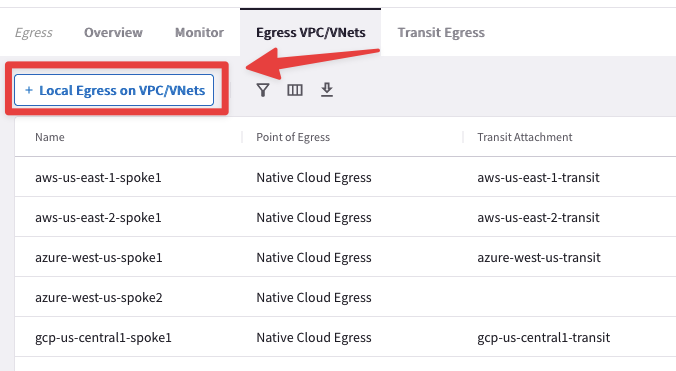 Egress Overview Monitor Egress VPC/VNets Transit Egress
+ Local Egress on VPC/VNets
Name Point of Egress Transit Attachment
aws-us-east-1-spoke1 Native Cloud Egress aws-us-east-1-transit
aws-us-east-2-spoke1 Native Cloud Egress aws-us-east-2-transit
azure-west-us-spoke1 Native Cloud Egress azure-west-us-transit
azure-west-us-spoke2 Native Cloud Egress
gcp-us-central1-spoke1 Native Cloud Egress gcp-us-central1-transit